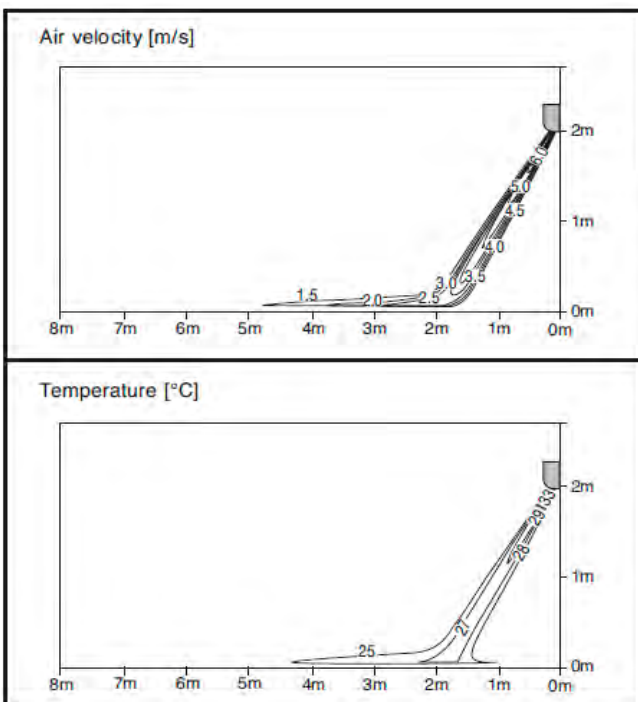 Air velocity [m/s]
2m
6.0
5.0
4.5
1m
4.0
3.5
3.0
2.5
2.0
1.5
0m
8m 7m 6m 5m 4m 3m 2m 1m 0m
Temperature [°C]
2m
33
31
29
28
1m
27
25
0m
8m 7m 6m 5m 4m 3m 2m 1m 0m